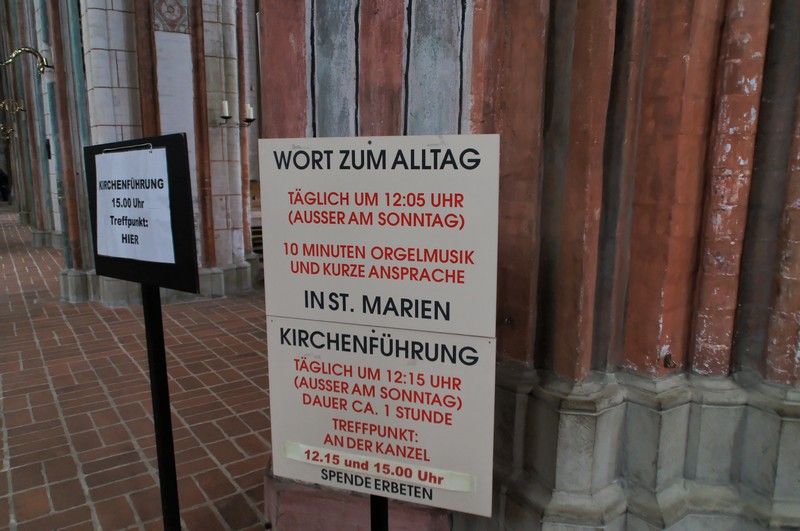 KIRCHENFÜHRUNG
15.00 Uhr
Treffpunkt:
HIER
WORT ZUM ALLTAG
TÄGLICH UM 12:05 UHR
(AUSSER AM SONNTAG)
10 MINUTEN ORGELMUSIK
UND KURZE ANSPRACHE
IN ST. MARIEN
KIRCHENFÜHRUNG
TÄGLICH UM 12:15 UHR
(AUSSER AM SONNTAG)
DAUER CA. 1 STUNDE
TREFFPUNKT:
AN DER KANZEL
12.15 und 15.00 Uhr
SPENDE ERBETEN